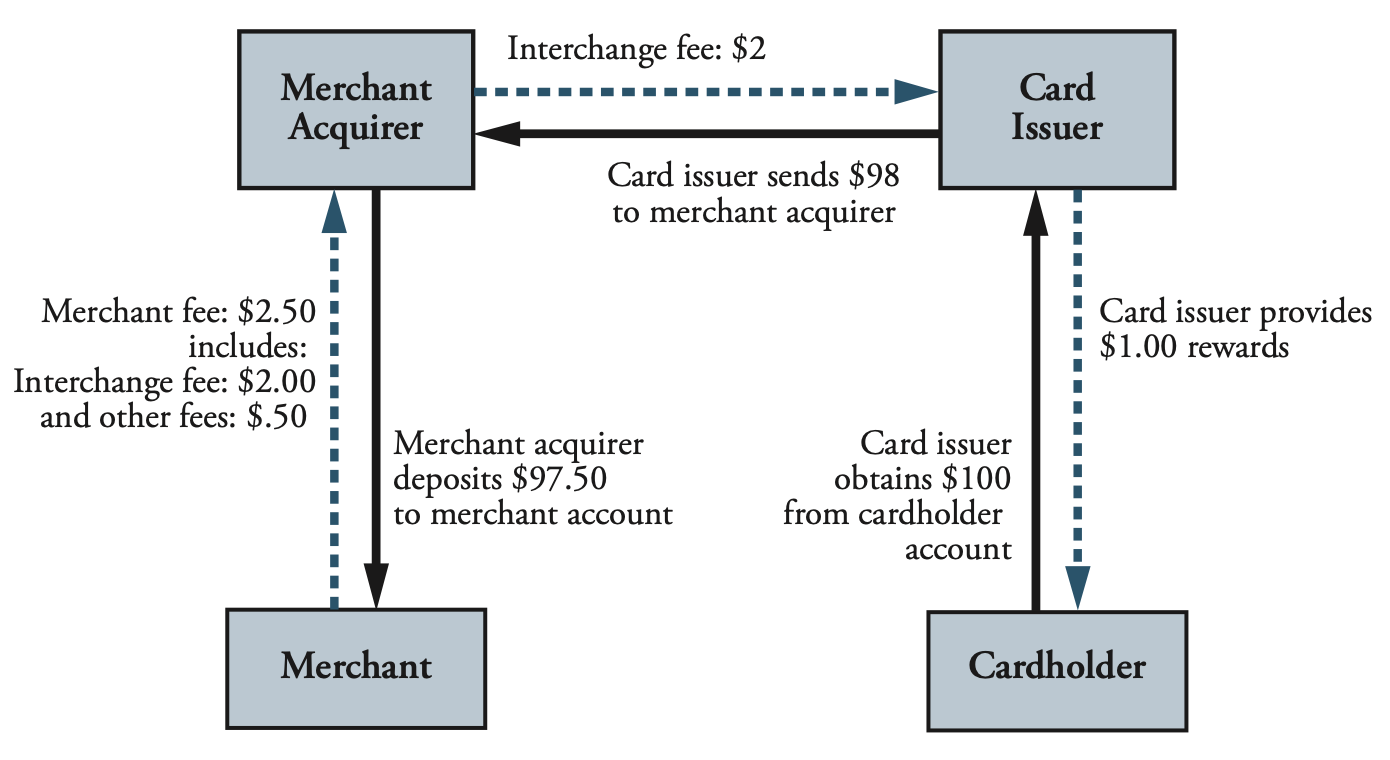 Interchange fee: $2
Merchant
Acquirer
Card
Issuer
Card issuer sends $98
to merchant acquirer
Merchant fee: $2.50
includes:
Interchange fee: $2.00
and other fees: $.50
Card issuer provides
$1.00 rewards
Merchant acquirer
deposits $97.50
to merchant account
Card issuer
obtains $100
from cardholder
account
Merchant
Cardholder